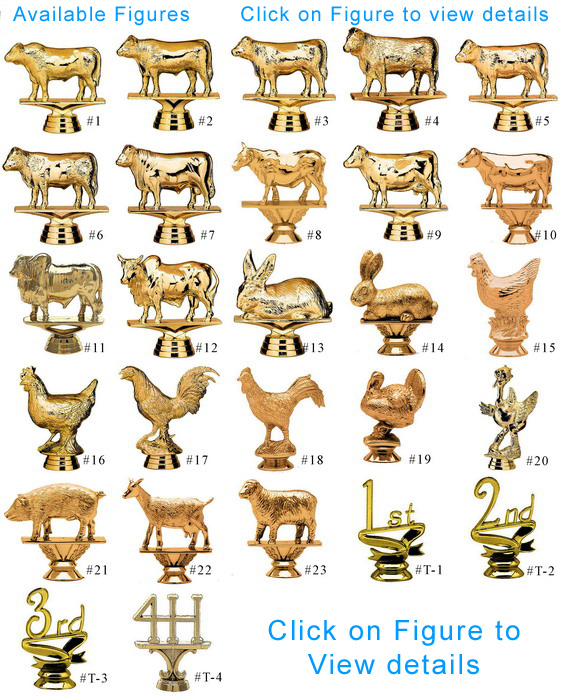 Available Figures
Click on Figure to view details
#1
#2
#3
#4
#5
#6
#7
#8
#9
#10
#11
#12
#13
#14
#15
#16
#17
#18
#19
#20
#21
#22
#23
1st
#T-1
2nd
#T-2
3rd
#T-3
4H
#T-4
Click on Figure to
View details